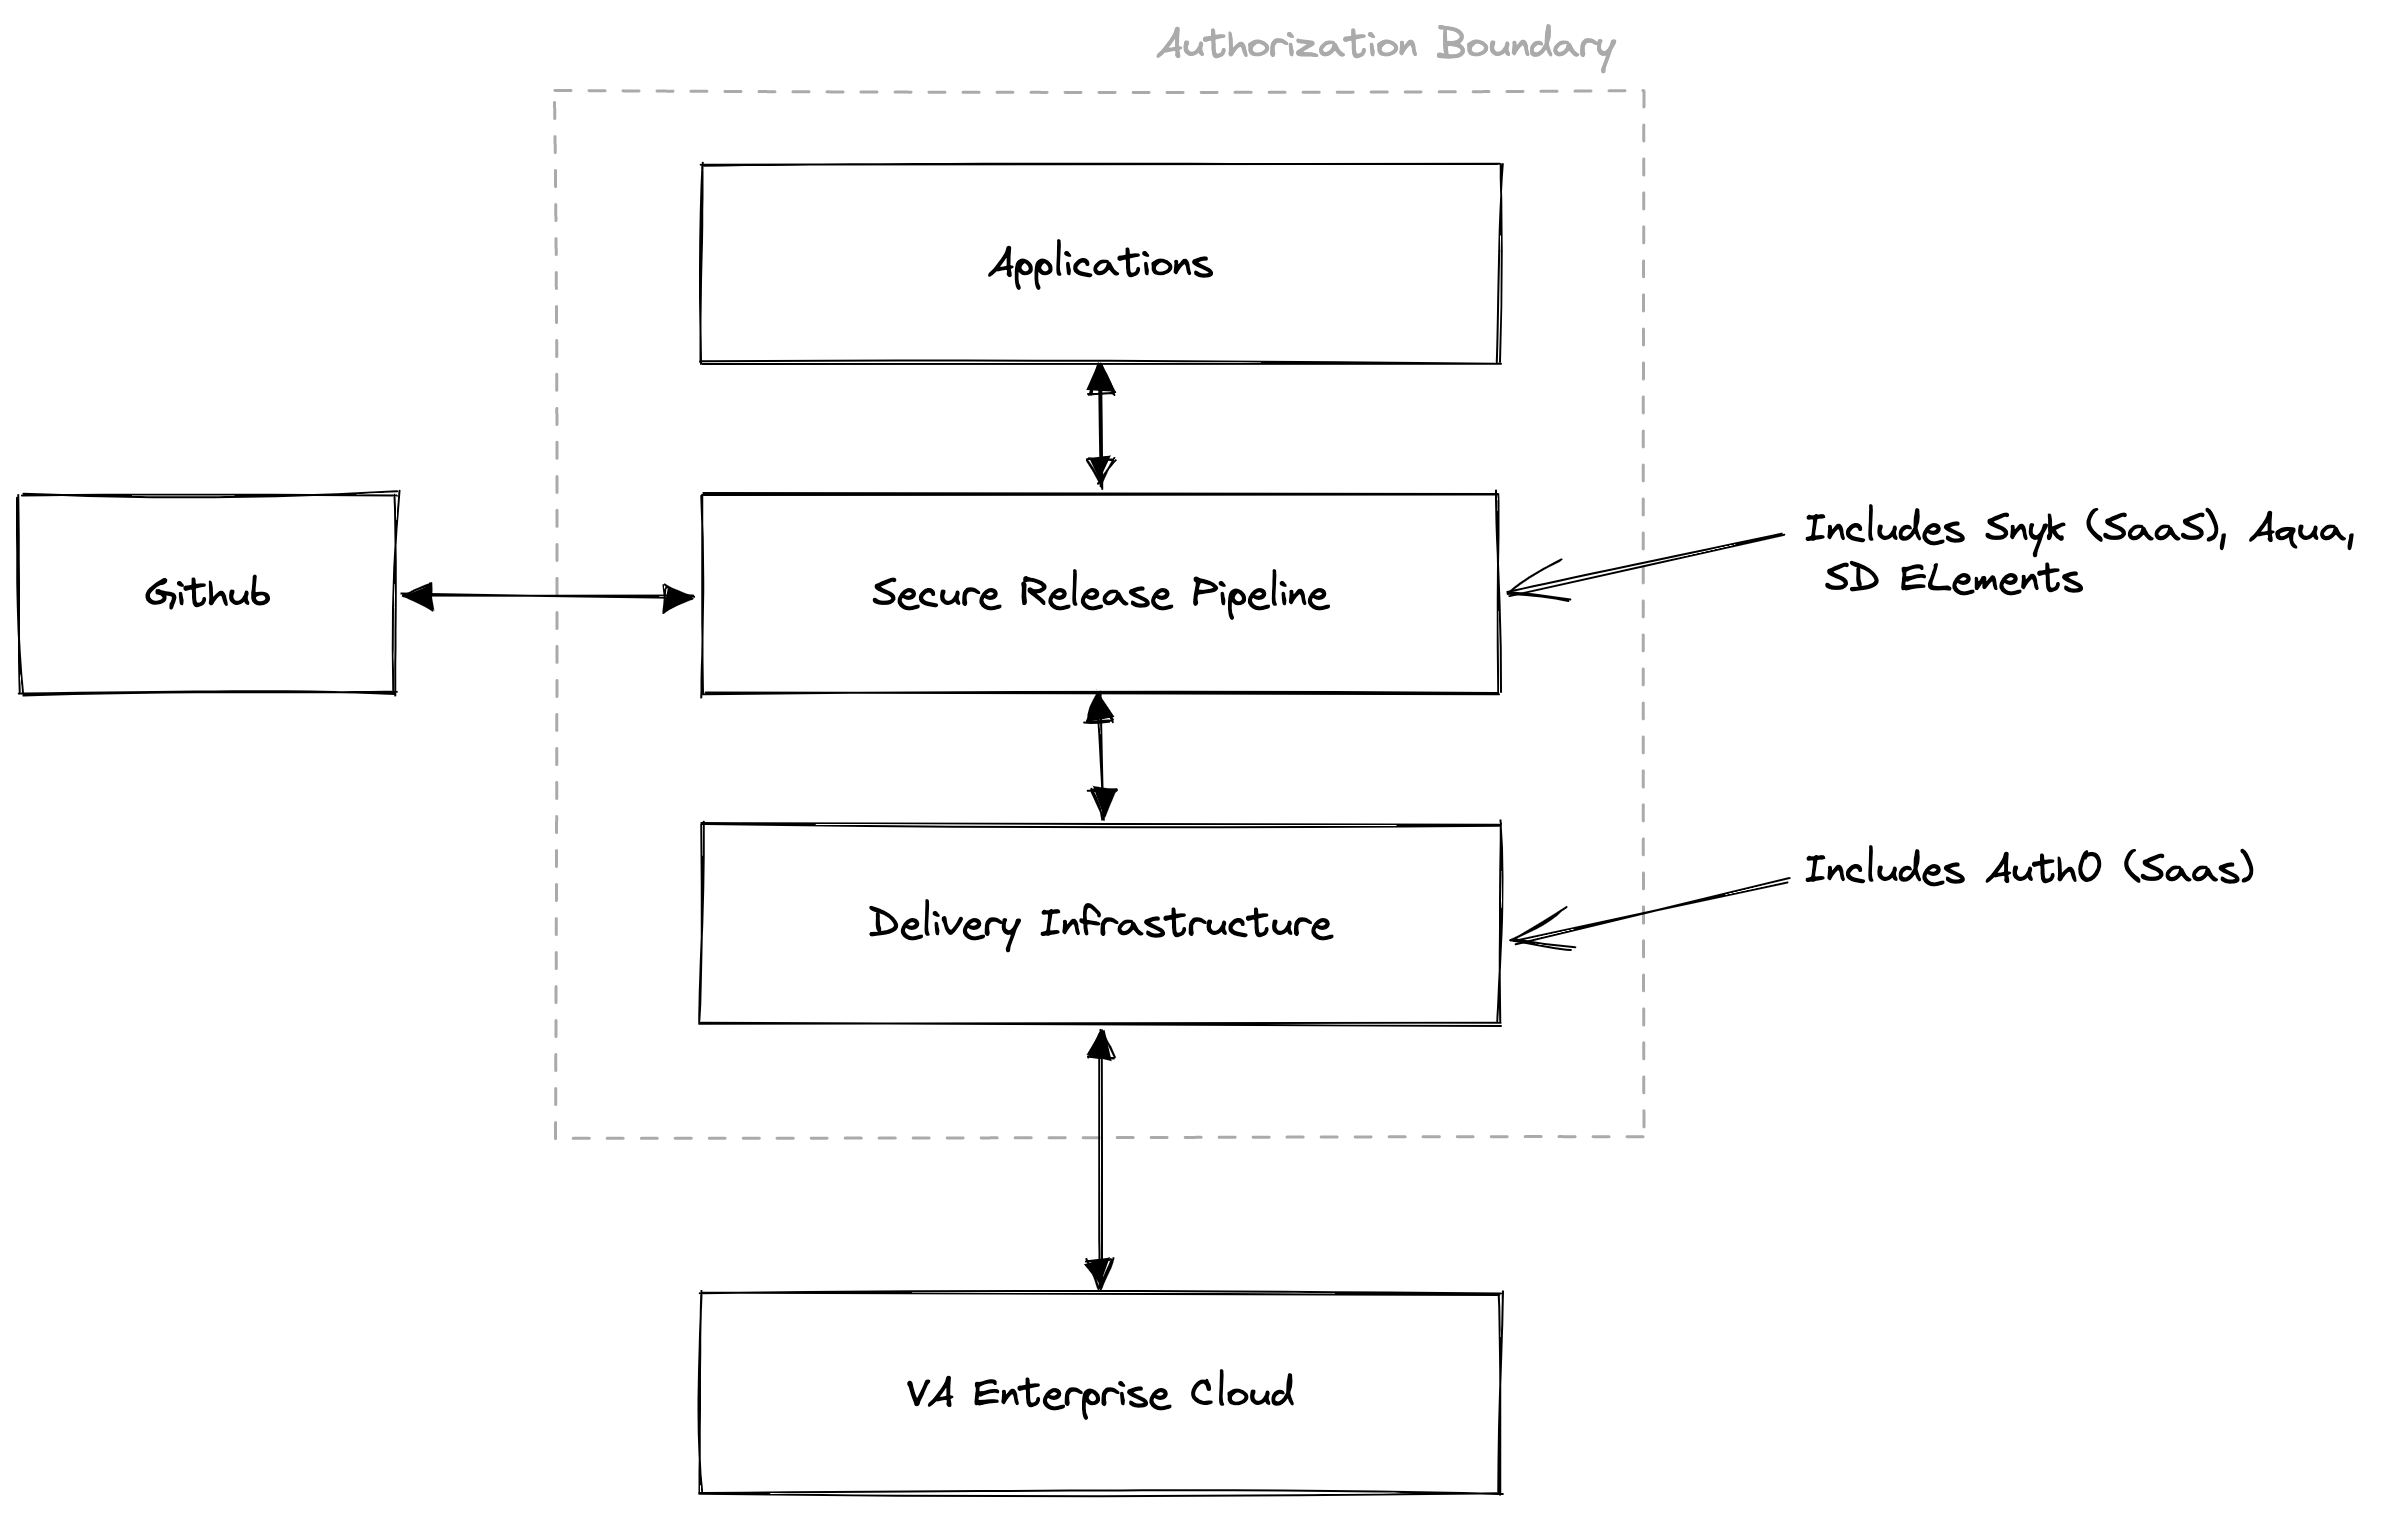 Authorization Boundary
Applications
Github
Secure Release Pipeline
Includes Snyk (SaaS), Aqua,
SD ELements
Delivery Infrastructure
Includes Auth0 (Saas)
VA Enterprise Cloud